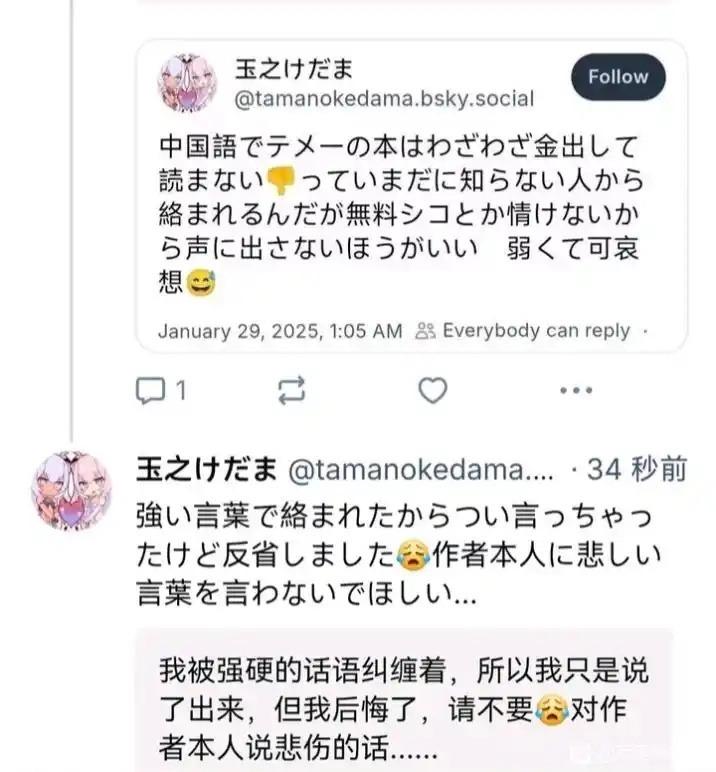 玉之けだま
Follow
@tamanokedama.bsky.social
中国語でテメーの本はわざわざ金出して
読まない👎っていまだに知らない人から
絡まれるんだが無料シコとか情けないか
ら声に出さないほうがいい　弱くて可哀
想😅
January 29, 2025, 1:05 AM Everybody can reply ·
1
玉之けだま @tamanokedama.... · 34 秒前
強い言葉で絡まれたからつい言っちゃっ
たけど反省しました😥作者本人に悲しい
言葉を言わないでほしい...
我被强硬的话语纠缠着，所以我只是说
了出来，但我后悔了，请不要😥对作
者本人说悲伤的话......